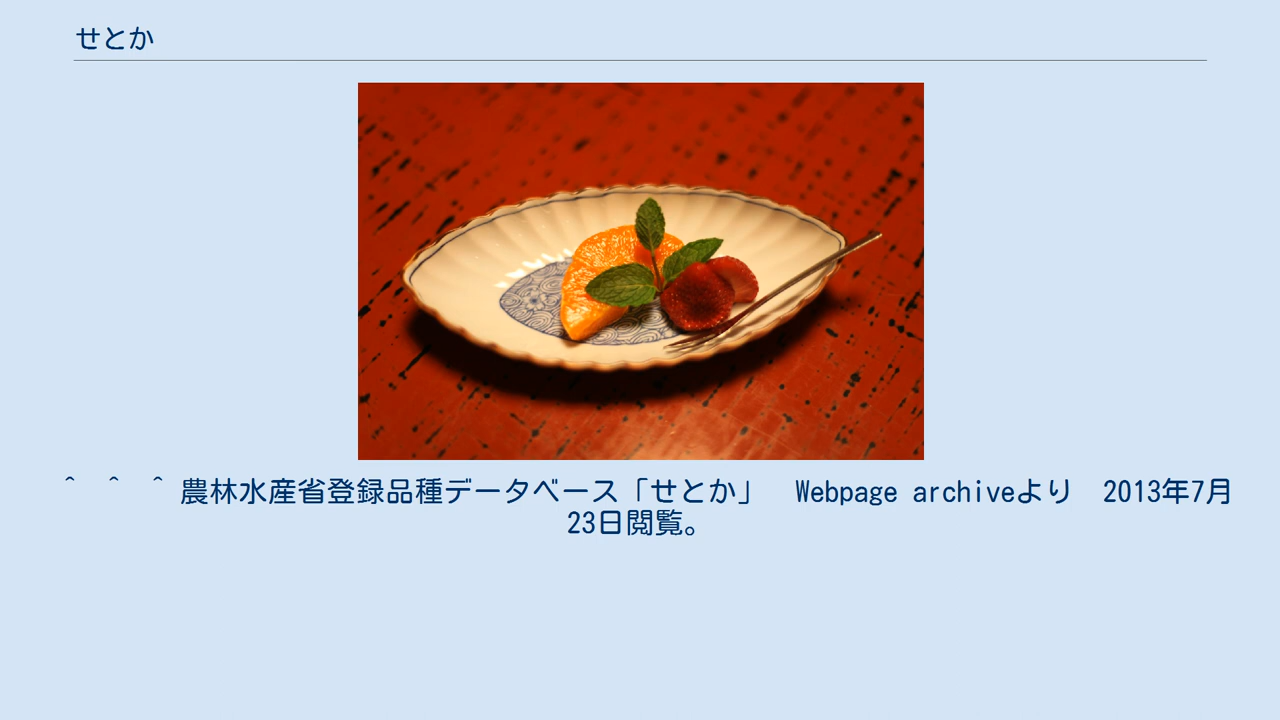 せとか
^ ^ ^ 農林水産省登録品種データベース「せとか」　Webpage archiveより　2013年7月
23日閲覧。